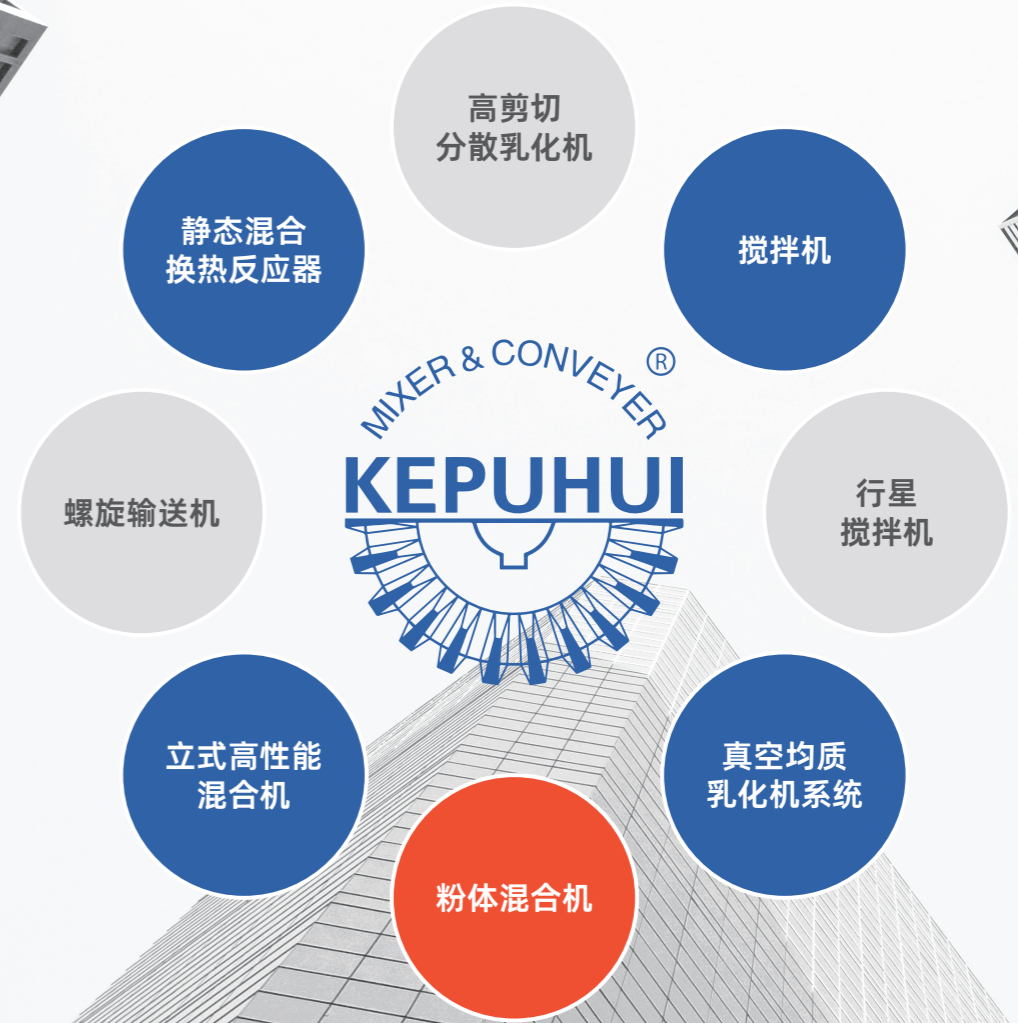 高剪切
分散乳化机
静态混合
换热反应器
搅拌机
MIXER & CONVEYER
®
KEPUHUI
螺旋输送机
行星
搅拌机
立式高性能
混合机
真空均质
乳化机系统
粉体混合机